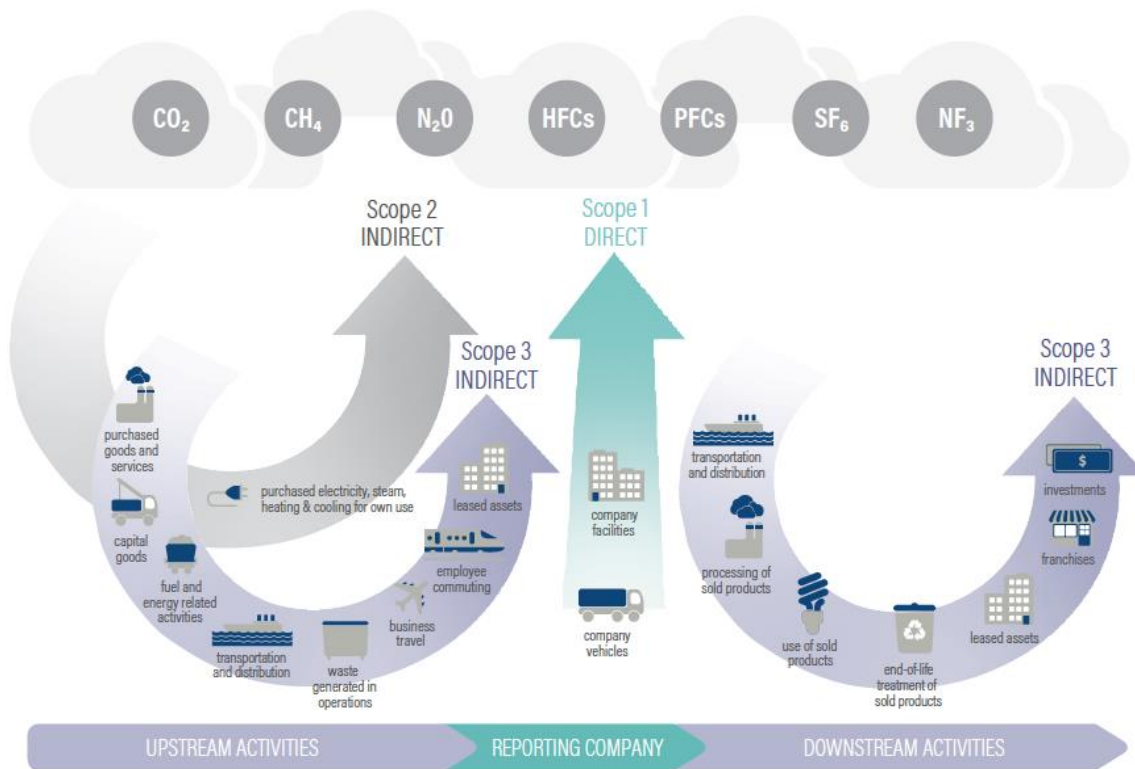 CO₂
CH₄
N₂O
HFCs
PFCs
SF₆
NF₃
Scope 2
INDIRECT
Scope 1
DIRECT
Scope 3
INDIRECT
Scope 3
INDIRECT
purchased
goods and
services
capital
goods
fuel and
energy related
activities
purchased electricity, steam,
heating & cooling for own use
transportation
and distribution
waste
generated in
operations
business
travel
employee
commuting
leased assets
company
facilities
company
vehicles
transportation
and distribution
processing of
sold products
use of sold
products
end-of-life
treatment of
sold products
leased assets
franchises
$
investments
UPSTREAM ACTIVITIES
REPORTING COMPANY
DOWNSTREAM ACTIVITIES